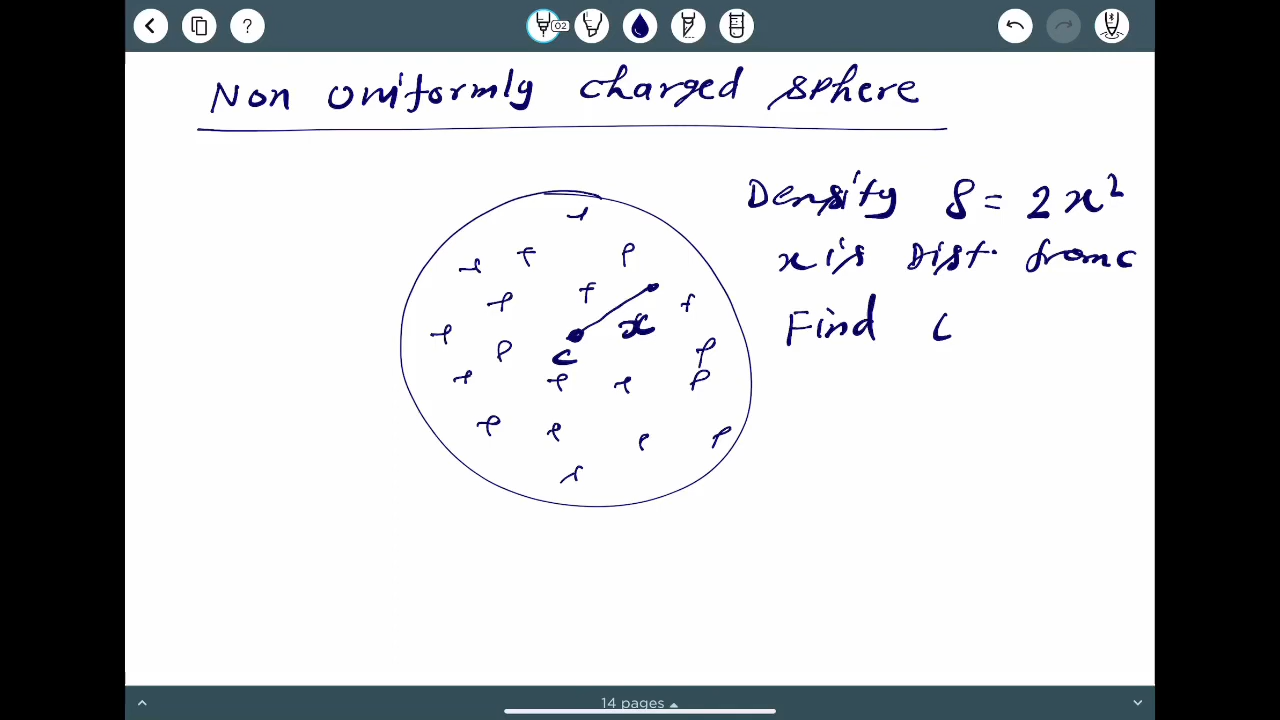 ?
Non Uniformly charged sphere
Density ρ = 2x²
x is Dist. from C
Find
x
C
14 pages